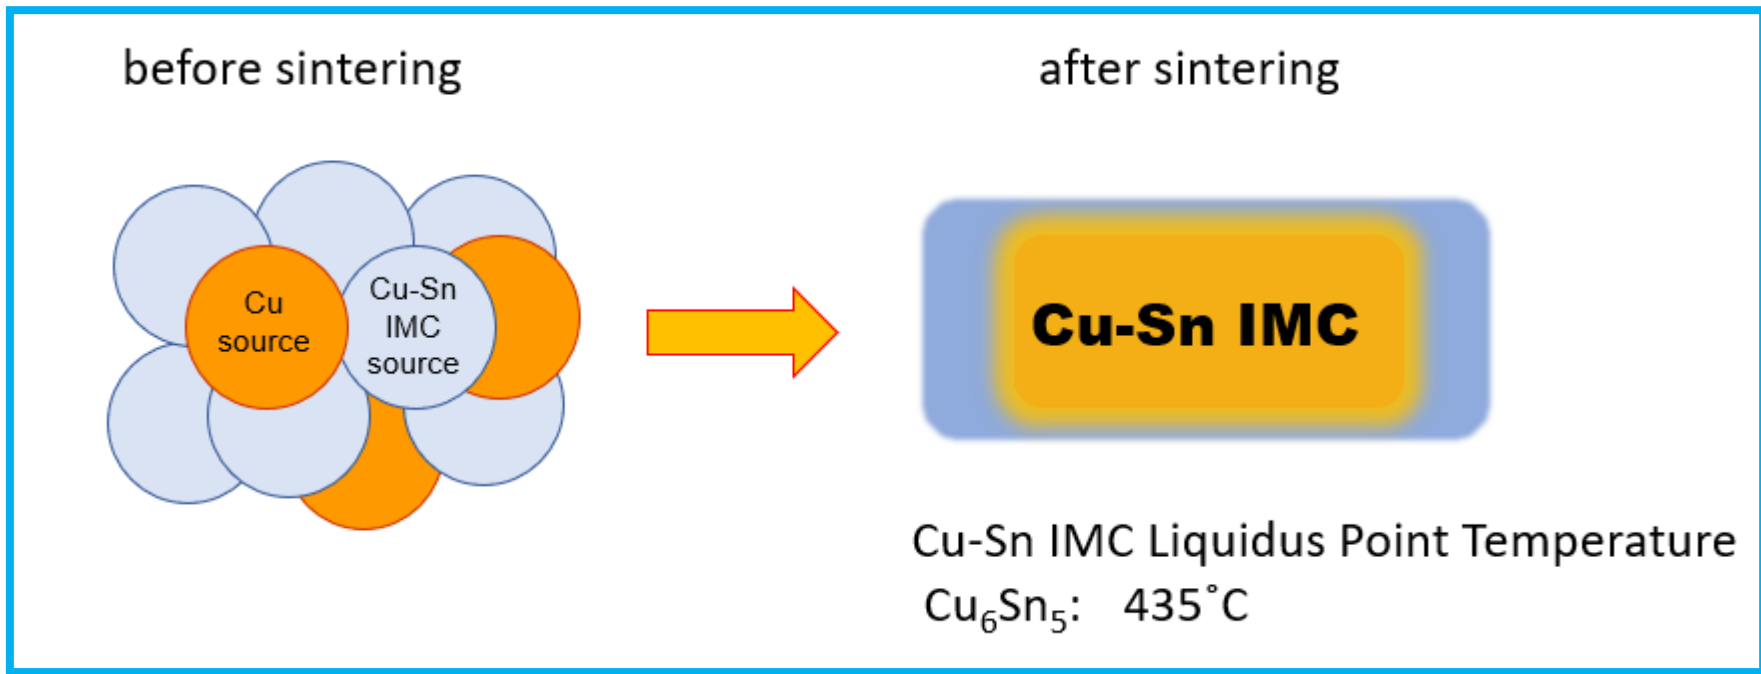 before sintering
after sintering
Cu
source
Cu-Sn
IMC
source
Cu-Sn IMC
Cu-Sn IMC Liquidus Point Temperature
Cu₆Sn₅: 435˚C